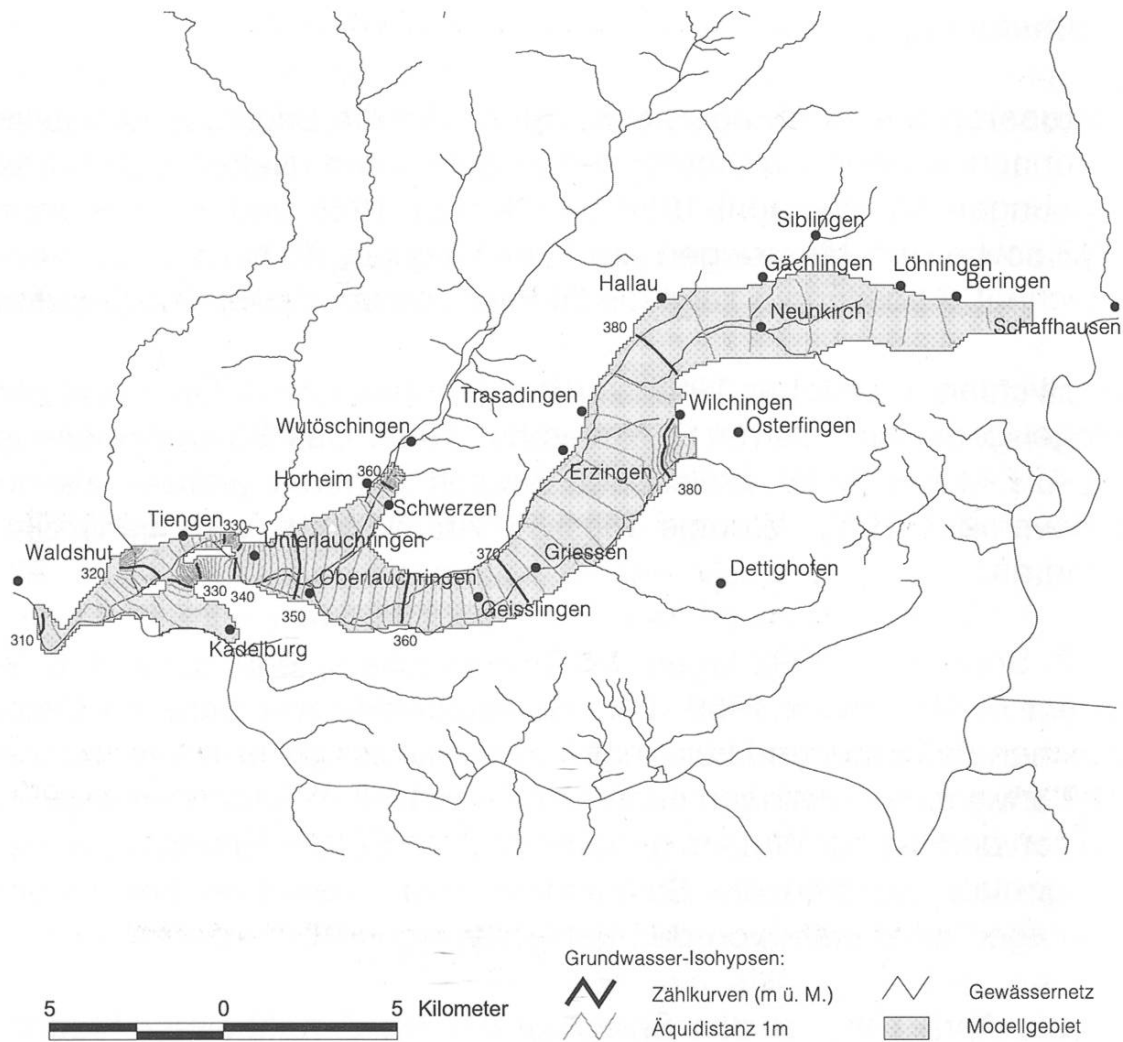 Siblingen
Gächlingen
Löhningen
Hallau
Beringen
380
Neunkirch
Schaffhausen
Trasadingen
Wilchingen
Wutöschingen
Osterfingen
Horheim
360
Erzingen
380
Schwerzen
Tiengen
330
Waldshut
Unterlauchringen
370
Griessen
320
Oberlauchringen
Dettighofen
330
340
350
Geisslingen
310
Kadelburg
360
Grundwasser-Isohypsen:
5 0 5 Kilometer
Zählkurven (m ü. M.)
Gewässernetz
Äquidistanz 1m
Modellgebiet